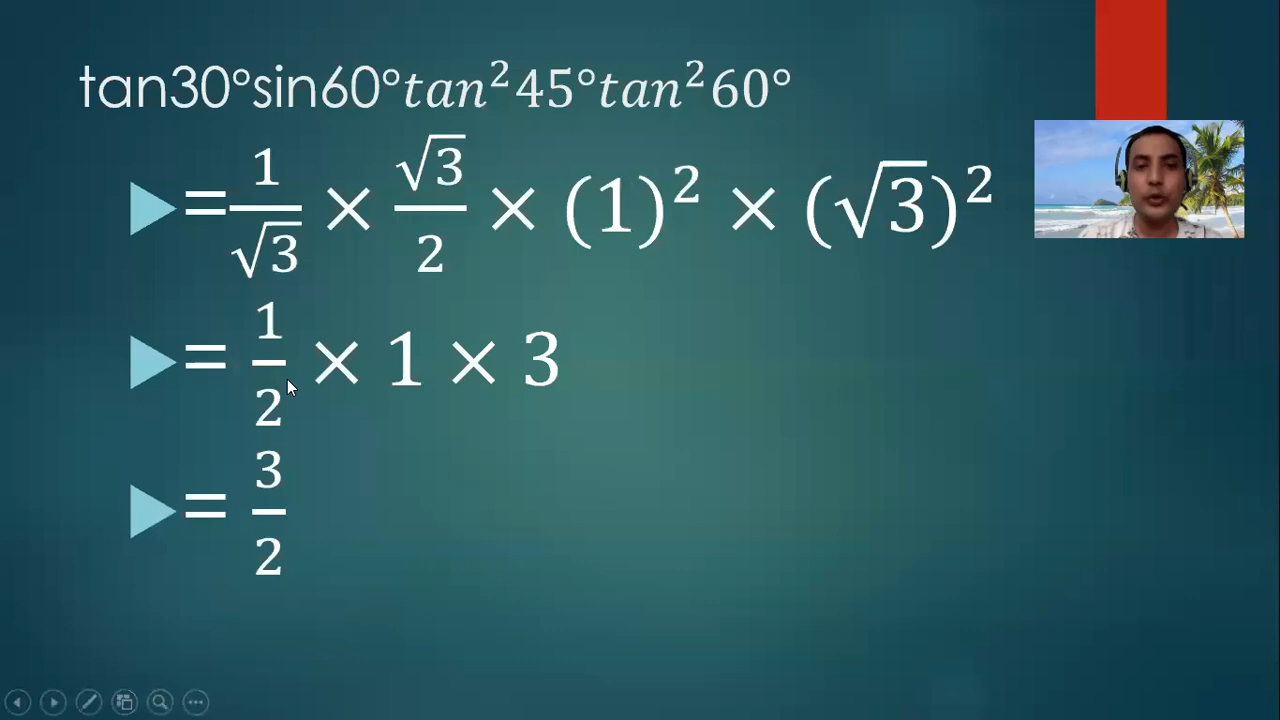 tan30°sin60°tan²45°tan²60°
=1/√3 × √3/2 × (1)² × (√3)²
= 1/2 × 1 × 3
= 3/2